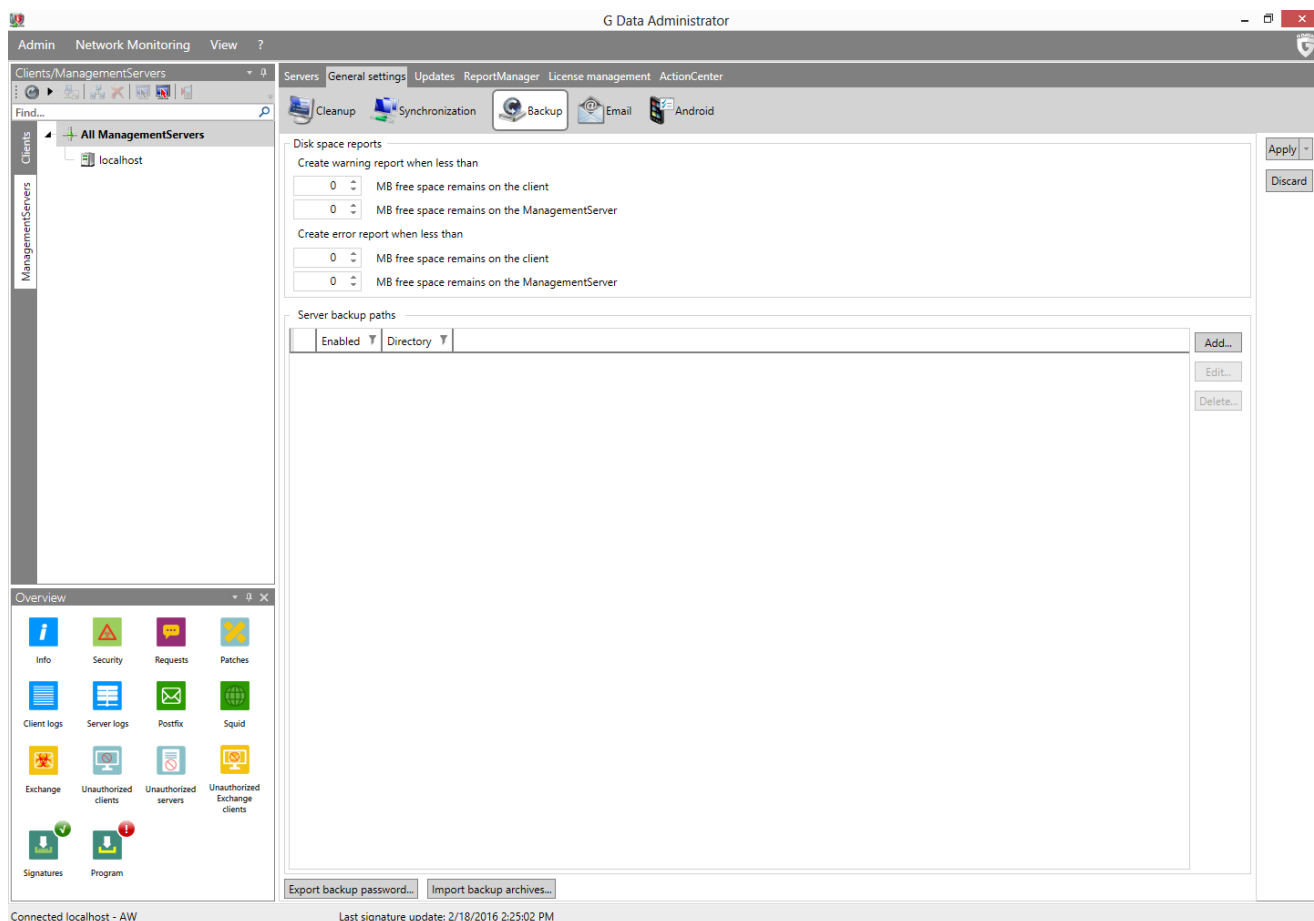 G Data Administrator
Admin Network Monitoring View ?
Clients/ManagementServers
Find...
Clients
ManagementServers
All ManagementServers
localhost
Servers General settings Updates ReportManager License management ActionCenter
Cleanup Synchronization Backup Email Android
Disk space reports
Create warning report when less than
0 MB free space remains on the client
0 MB free space remains on the ManagementServer
Create error report when less than
0 MB free space remains on the client
0 MB free space remains on the ManagementServer
Apply
Discard
Server backup paths
Enabled Directory
Add...
Edit...
Delete...
Overview
Info Security Requests Patches
Client logs Server logs Postfix Squid
Exchange Unauthorized clients Unauthorized servers Unauthorized Exchange clients
Signatures Program
Export backup password... Import backup archives...
Connected localhost - AW Last signature update: 2/18/2016 2:25:02 PM